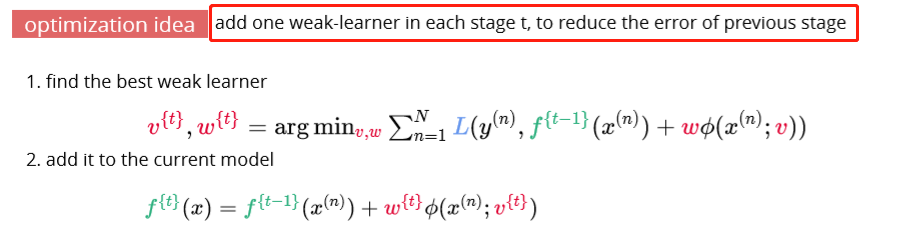 optimization idea add one weak-learner in each stage t, to reduce the error of previous stage
1. find the best weak learner
v^{t}, w^{t} = arg min_{v,w} ∑_{n=1}^{N} L(y^{(n)}, f^{t-1}(x^{(n)}) + wϕ(x^{(n)}; v))
2. add it to the current model
f^{t}(x) = f^{t-1}(x^{(n)}) + w^{t}ϕ(x^{(n)}; v^{t})